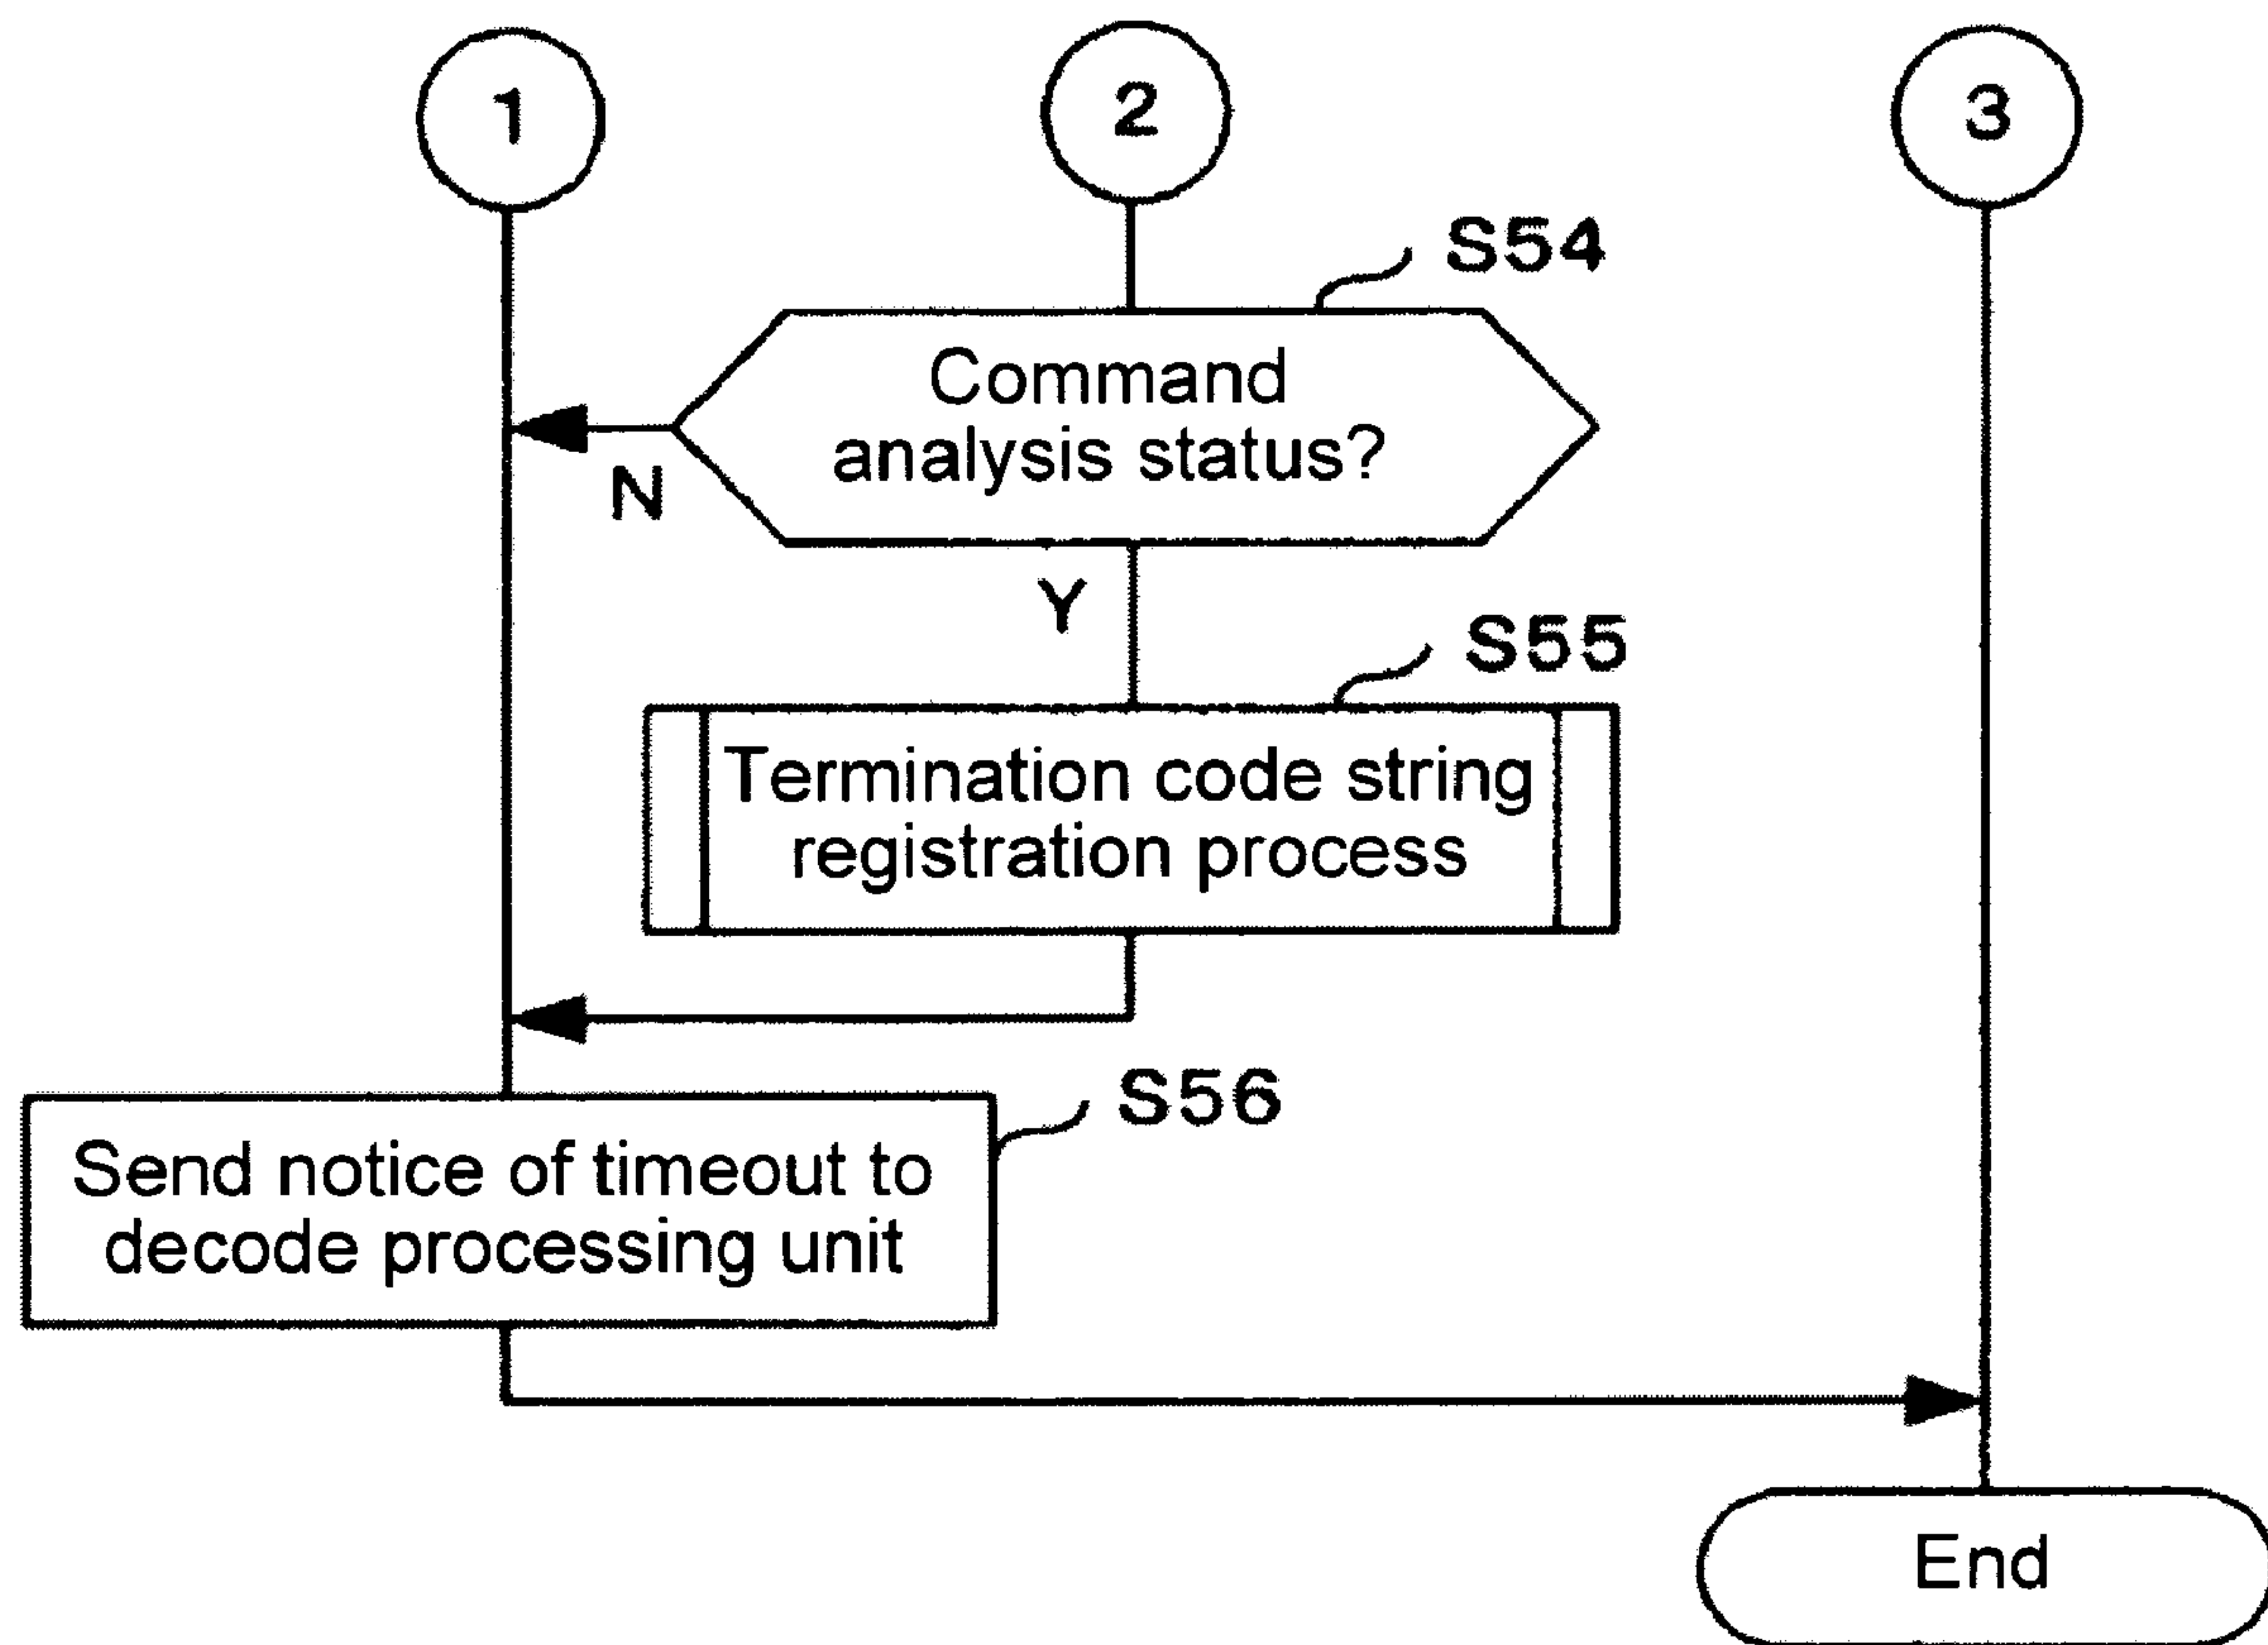 1
2
3
S54
Command
analysis status?
N
Y
S55
Termination code string
registration process
S56
Send notice of timeout to
decode processing unit
End